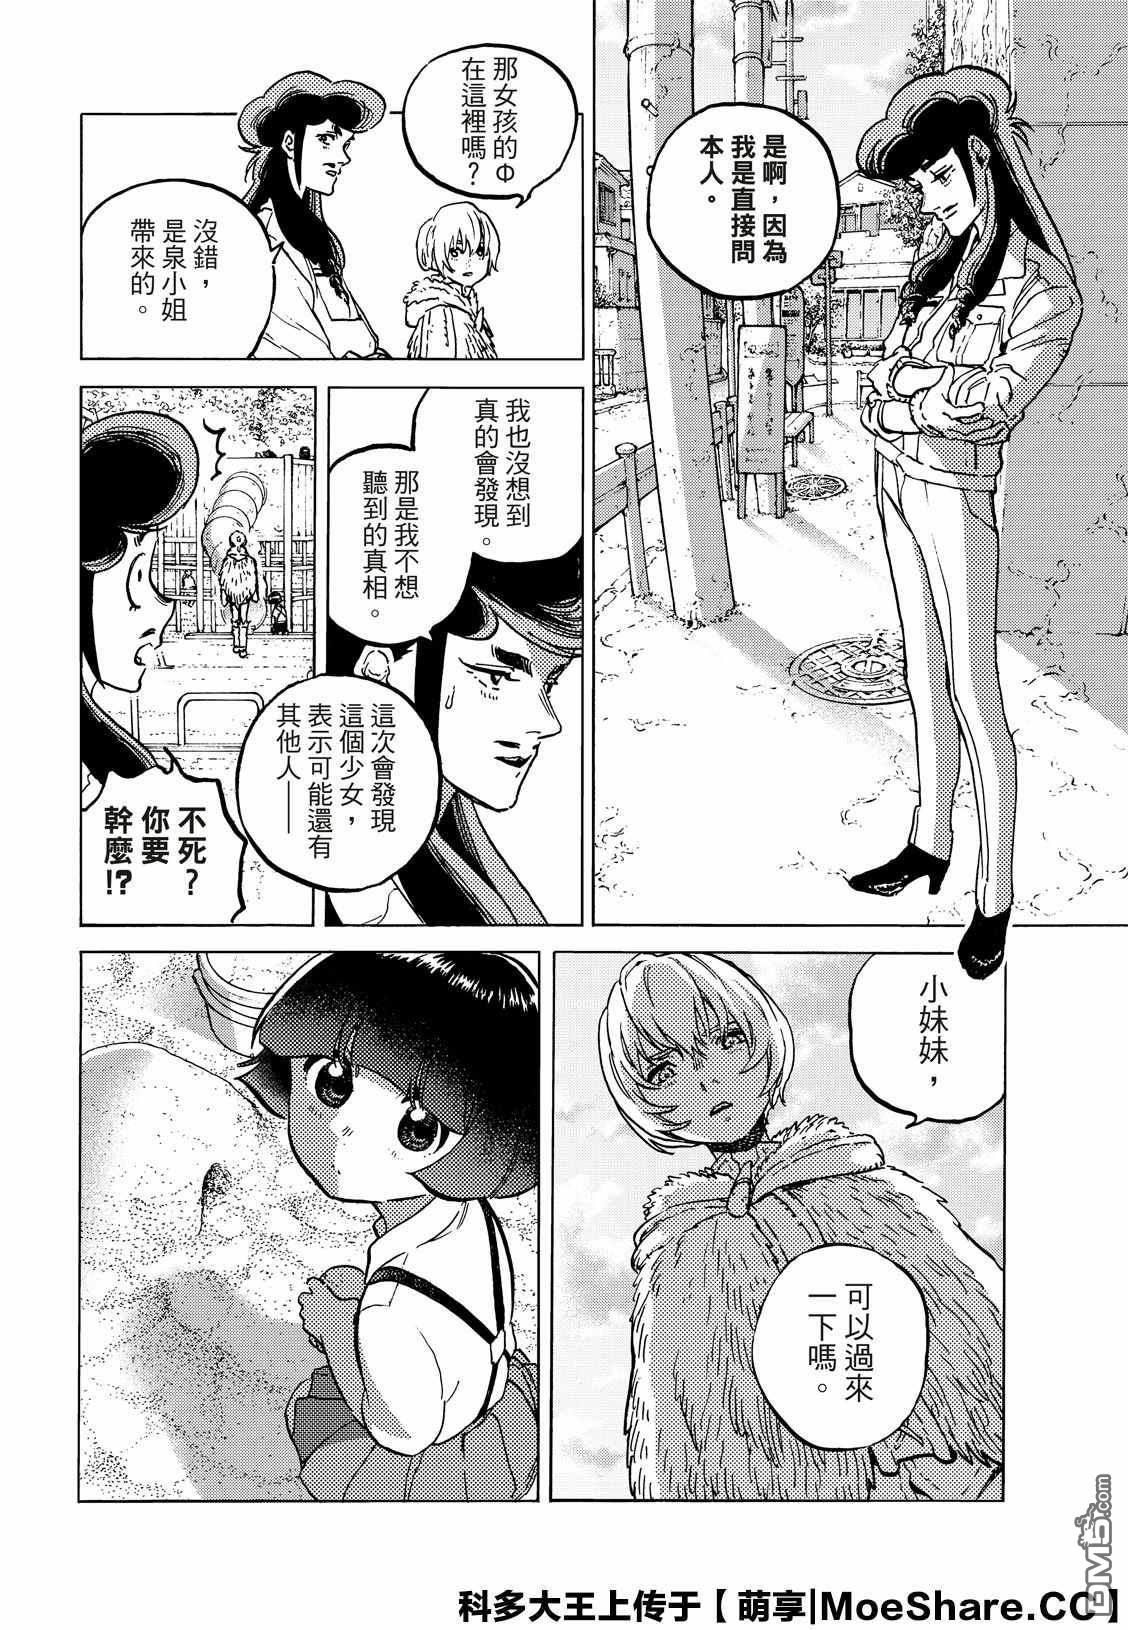 是啊，因為
我是直接問
本人。
那女孩的Φ
在這裡嗎？
沒錯，
是泉小姐
帶來的。
我也沒想到
真的會發現。
那是我不想
聽到的真相。
這次會發現
這個少女，
表示可能還有
其他人——
不死？
你要
幹麼!?
小妹妹，
可以過來
一下嗎。
科多大王上传于【萌享|MoeShare.CC】
DM5.com